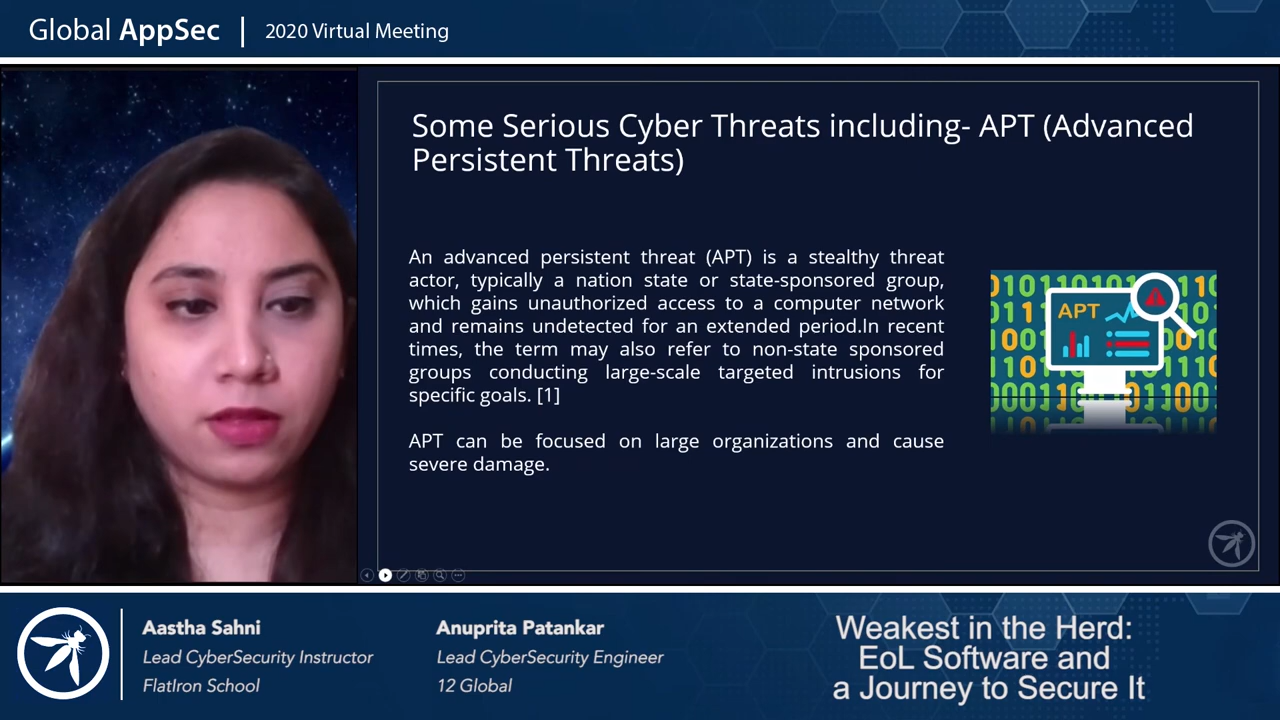 Global AppSec | 2020 Virtual Meeting
Some Serious Cyber Threats including- APT (Advanced
Persistent Threats)
An advanced persistent threat (APT) is a stealthy threat
actor, typically a nation state or state-sponsored group,
which gains unauthorized access to a computer network
and remains undetected for an extended period.In recent
times, the term may also refer to non-state sponsored
groups conducting large-scale targeted intrusions for
specific goals. [1]
APT can be focused on large organizations and cause
severe damage.
APT
Aastha Sahni
Lead CyberSecurity Instructor
FlatIron School
Anuprita Patankar
Lead CyberSecurity Engineer
12 Global
Weakest in the Herd:
EoL Software and
a Journey to Secure It